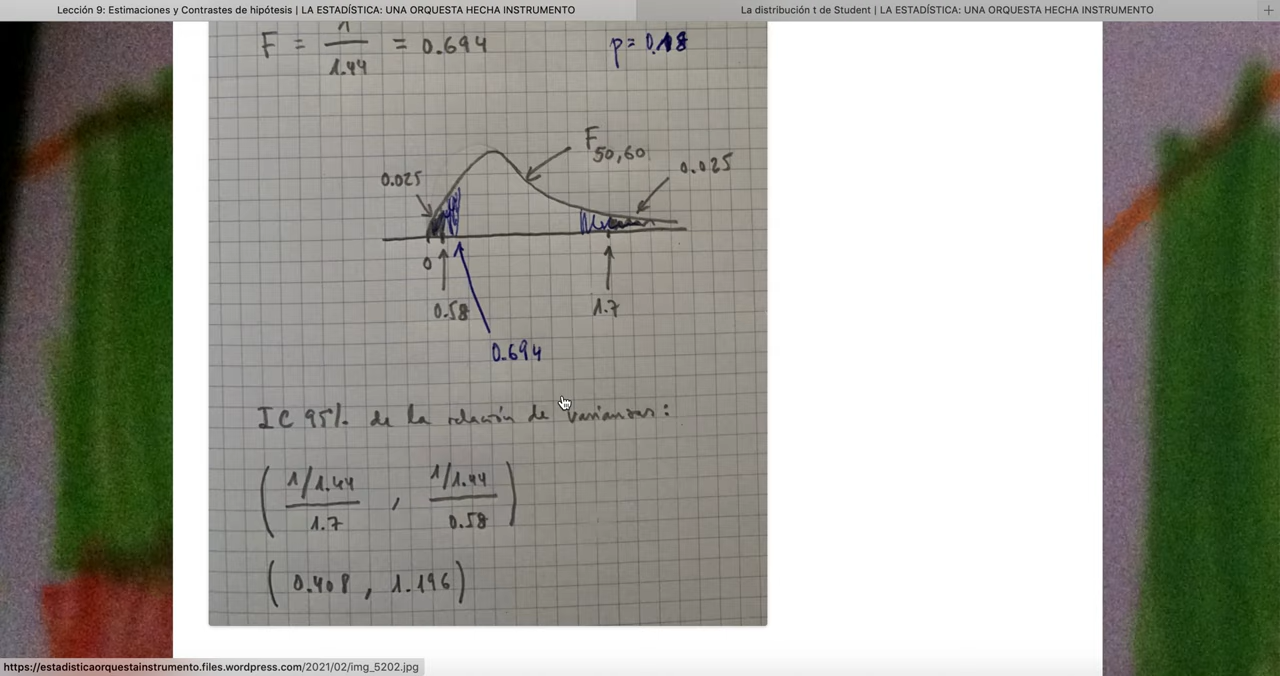 Lección 9: Estimaciones y Contrastes de hipótesis | LA ESTADÍSTICA: UNA ORQUESTA HECHA INSTRUMENTO
La distribución t de Student | LA ESTADÍSTICA: UNA ORQUESTA HECHA INSTRUMENTO
F = 1/1.44 = 0.694
p = 0.18
F50,60
0.025
0.025
0
0.58
1.7
0.694
IC 95% de la relación de varianzas:
( 1/1.44 / 1.7 , 1/1.44 / 0.58 )
( 0.408 , 1.196 )
https://estadisticaorquestainstrumento.files.wordpress.com/2021/02/img_5202.jpg